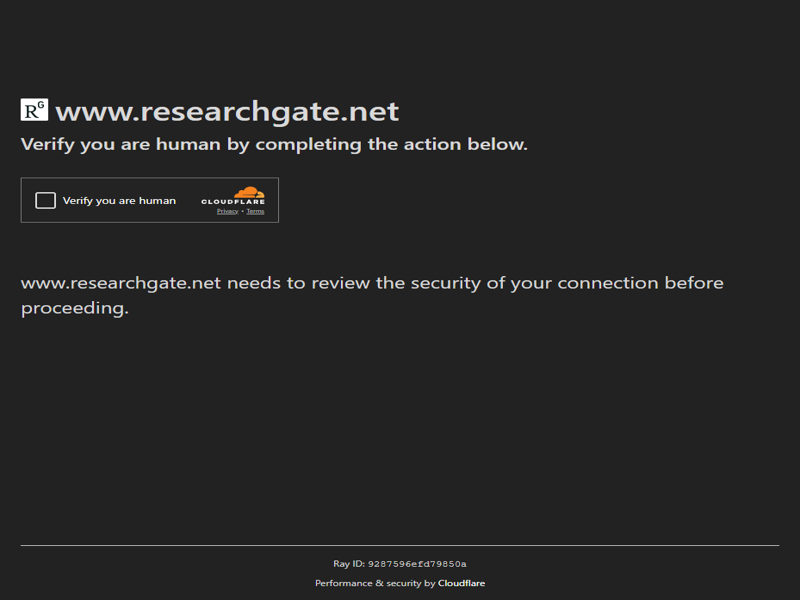 RG www.researchgate.net
Verify you are human by completing the action below.
Verify you are human
CLOUDFLARE
Privacy • Terms
www.researchgate.net needs to review the security of your connection before
proceeding.
Ray ID: 9287596efd79850a
Performance & security by Cloudflare